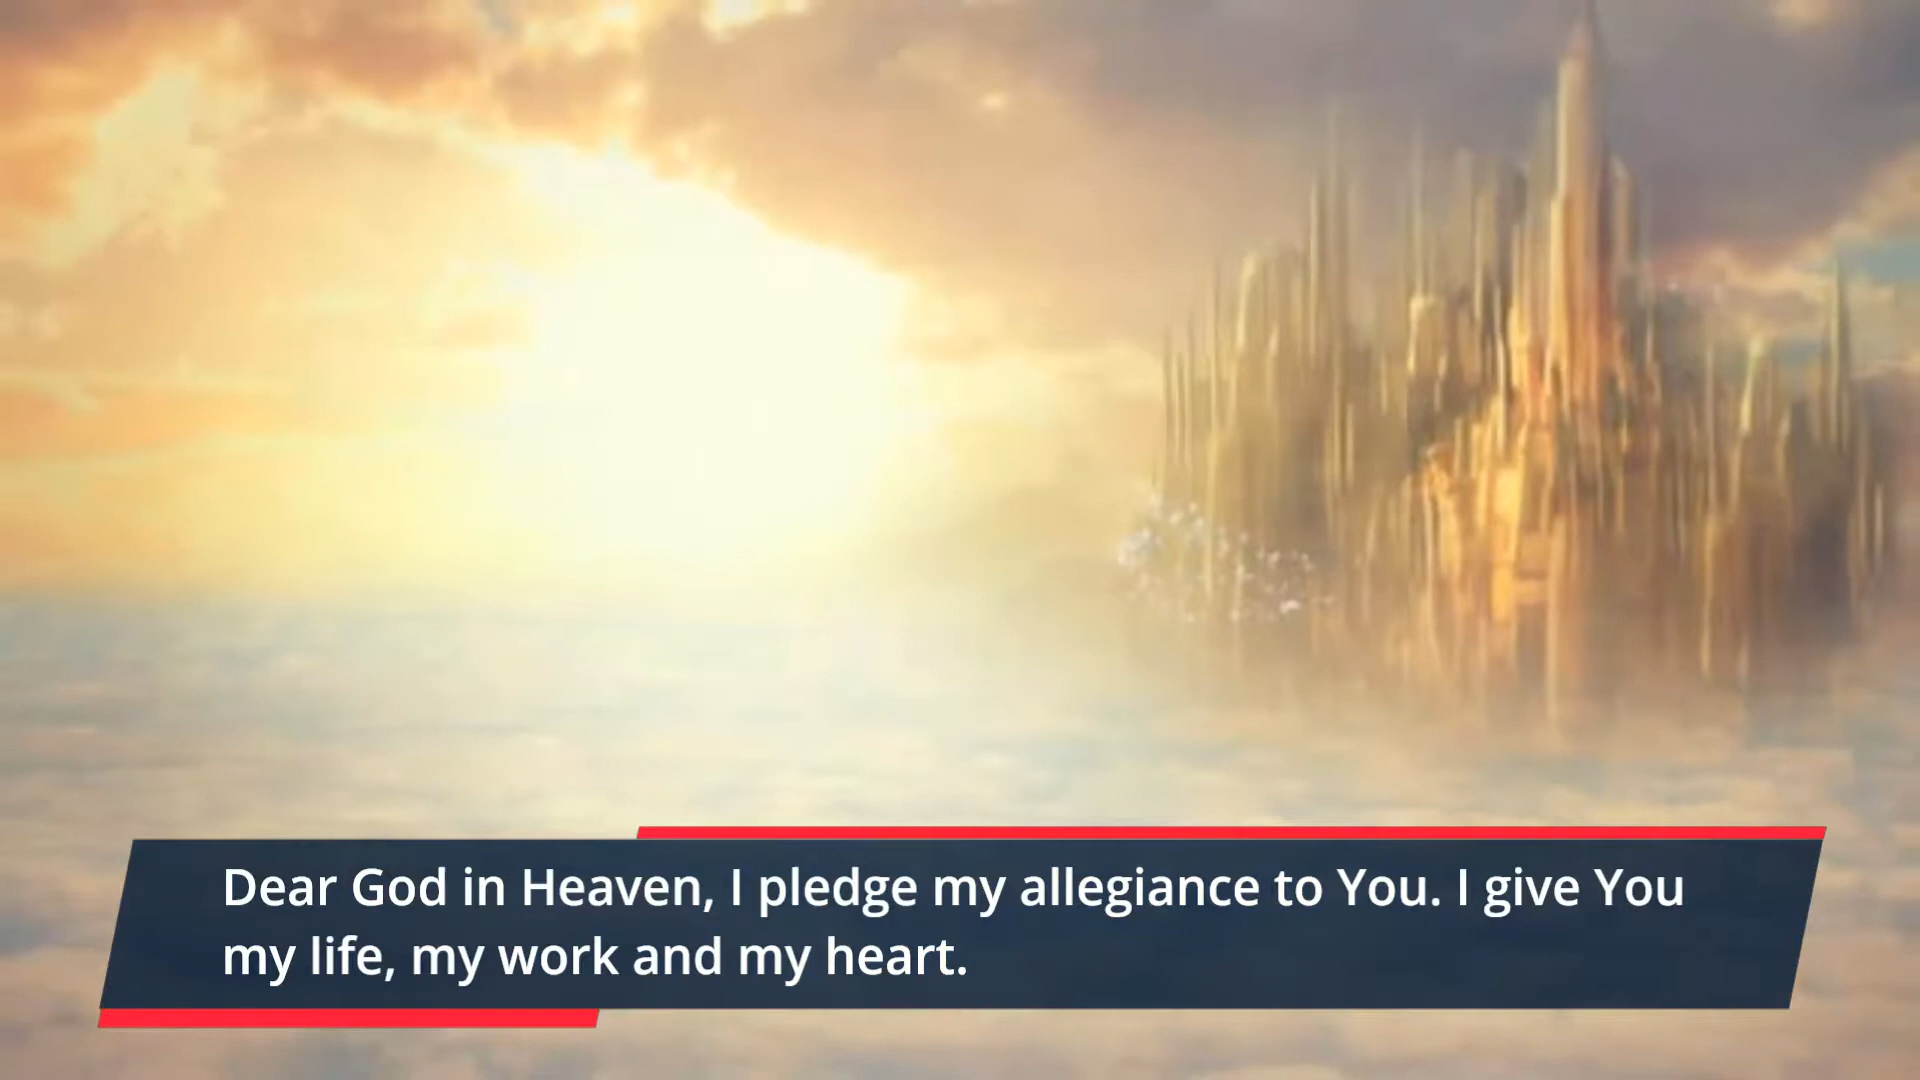 Dear God in Heaven, I pledge my allegiance to You. I give You
my life, my work and my heart.